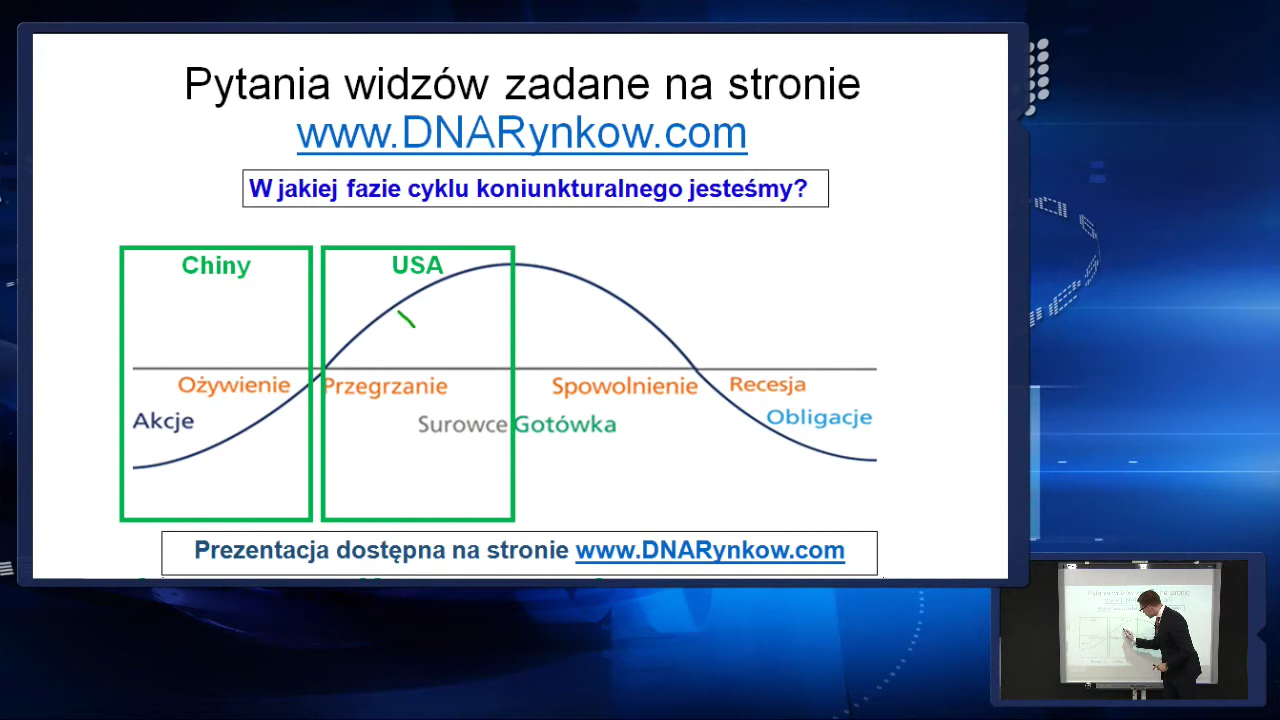 Pytania widzów zadane na stronie
www.DNARynkow.com
W jakiej fazie cyklu koniunkturalnego jesteśmy?
Chiny
USA
Ożywienie
Przegrzanie
Spowolnienie
Recesja
Akcje
Surowce
Gotówka
Obligacje
Prezentacja dostępna na stronie www.DNARynkow.com